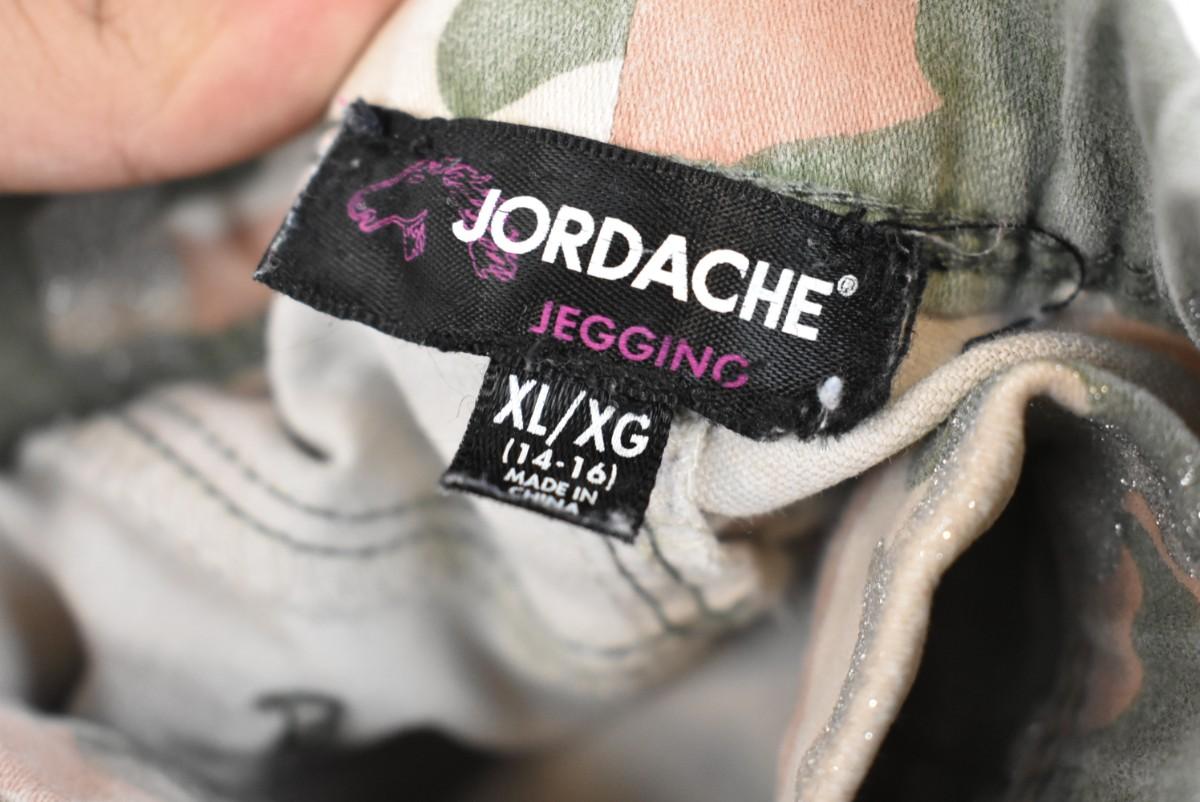 JORDACHE®
JEGGING
XL/XG
(14-16)
MADE IN
CHINA